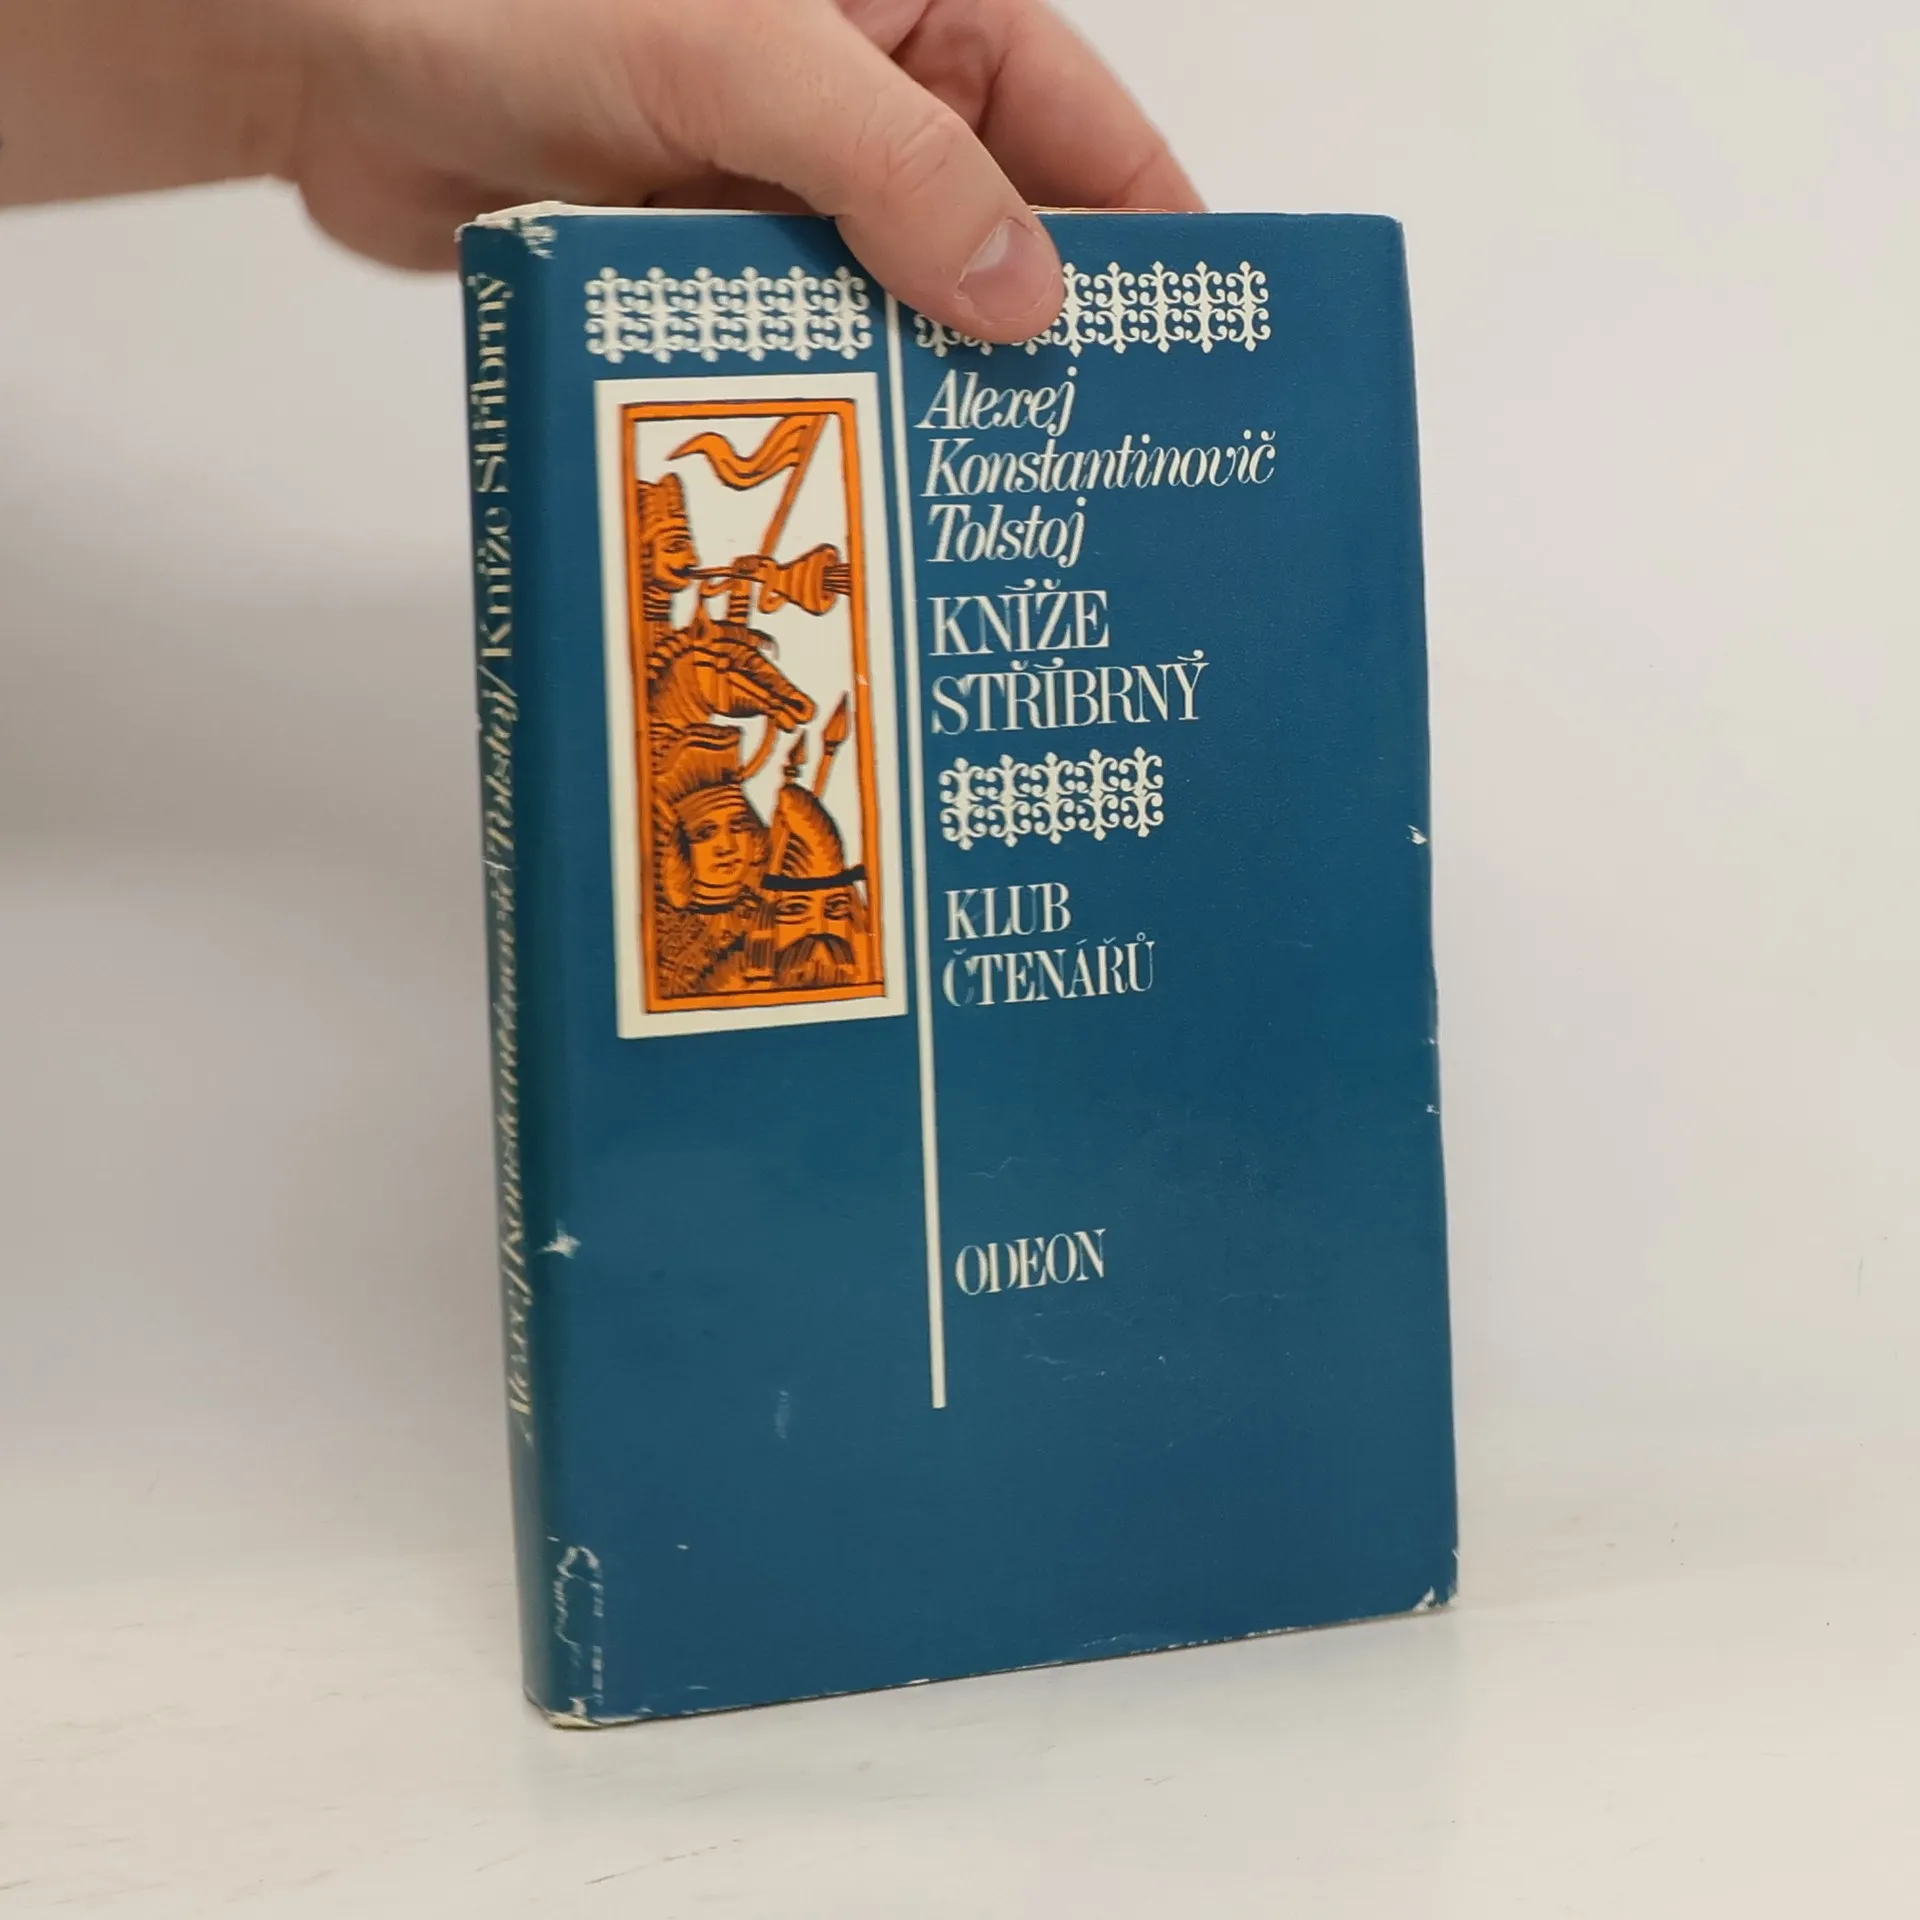 Alexej Konstantinovič Tolstoj / Kníže Stříbrný
Alexej
Konstantinovič
Tolstoj
KNÍŽE
STŘÍBRNÝ
KLUB
ČTENÁŘŮ
ODEON